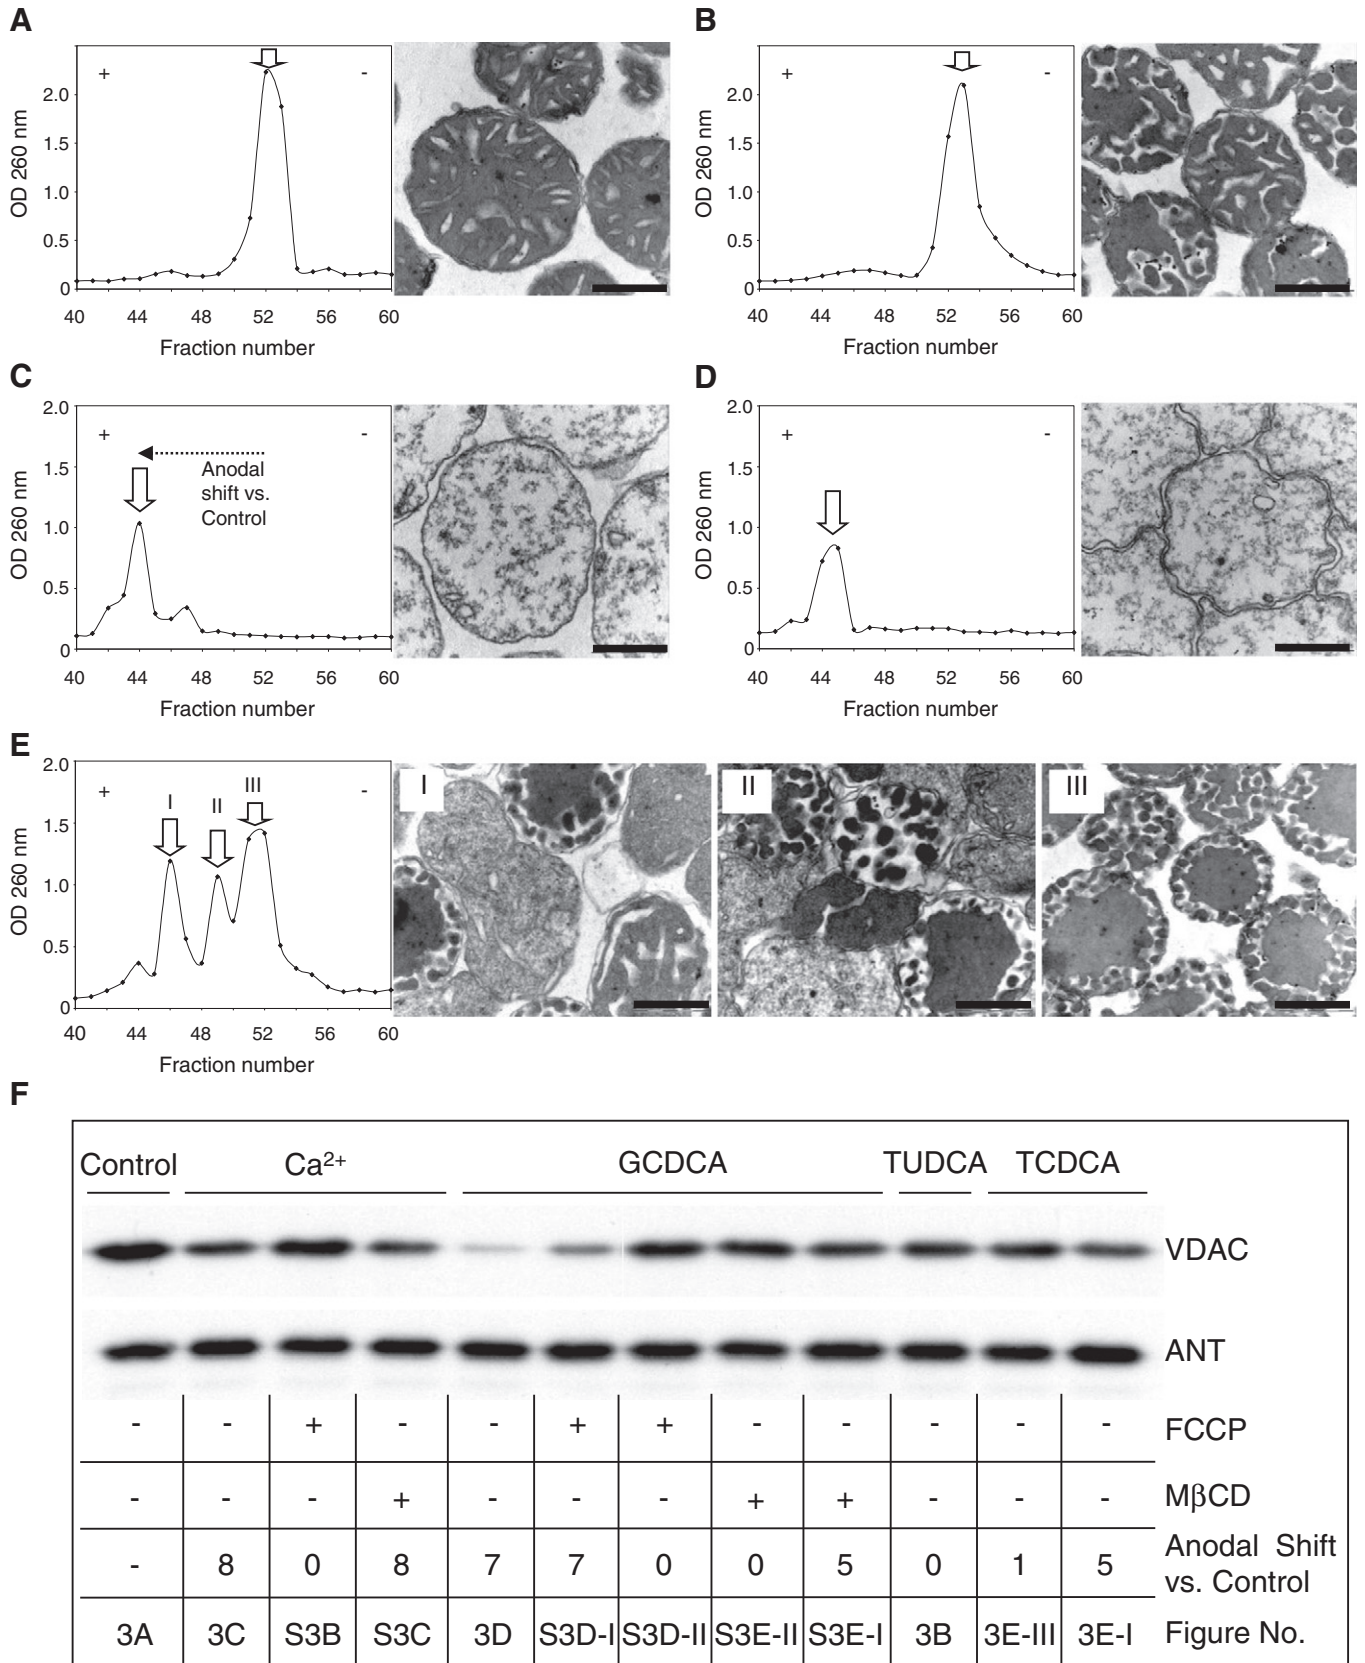 A
B
+ -
OD 260 nm
2.0
1.5
1.0
0.5
0
40 44 48 52 56 60
Fraction number
+ -
OD 260 nm
2.0
1.5
1.0
0.5
0
40 44 48 52 56 60
Fraction number
C
D
+ -
OD 260 nm
2.0
1.5
1.0
0.5
0
Anodal
shift vs.
Control
40 44 48 52 56 60
Fraction number
+ -
OD 260 nm
2.0
1.5
1.0
0.5
0
40 44 48 52 56 60
Fraction number
E
+ -
I II III
OD 260 nm
2.0
1.5
1.0
0.5
0
40 44 48 52 56 60
Fraction number
I II III
F
Control Ca²⁺ GCDCA TUDCA TCDCA
VDAC
ANT
- - + - - + + - - - - - FCCP
- - - + - - - + + - - - MβCD
- 8 0 8 7 7 0 0 5 0 1 5 Anodal Shift
vs. Control
3A 3C S3B S3C 3D S3D-I S3D-II S3E-II S3E-I 3B 3E-III 3E-I Figure No.